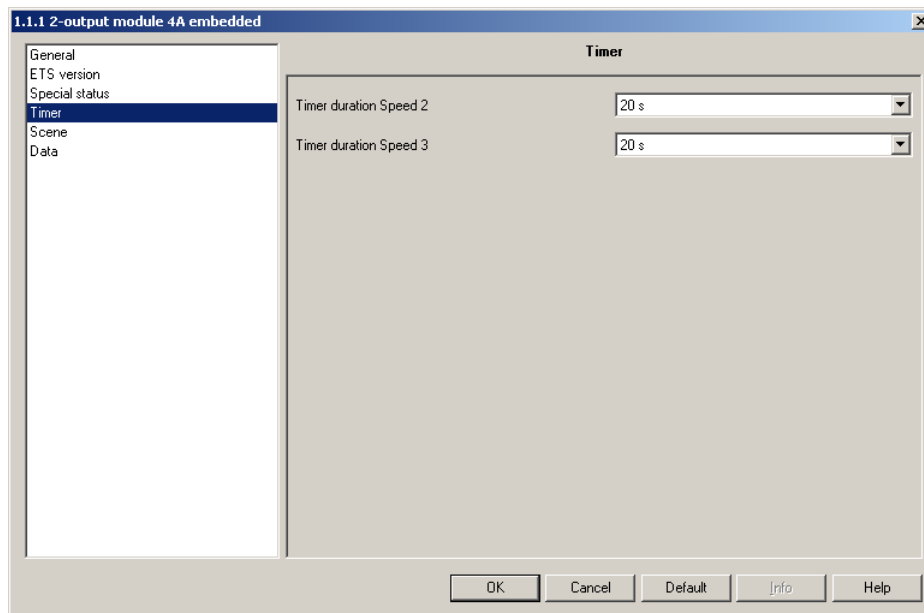 1.1.1 2-output module 4A embedded
General
ETS version
Special status
Timer
Scene
Data
Timer
Timer duration Speed 2 20 s
Timer duration Speed 3 20 s
OK Cancel Default Info Help